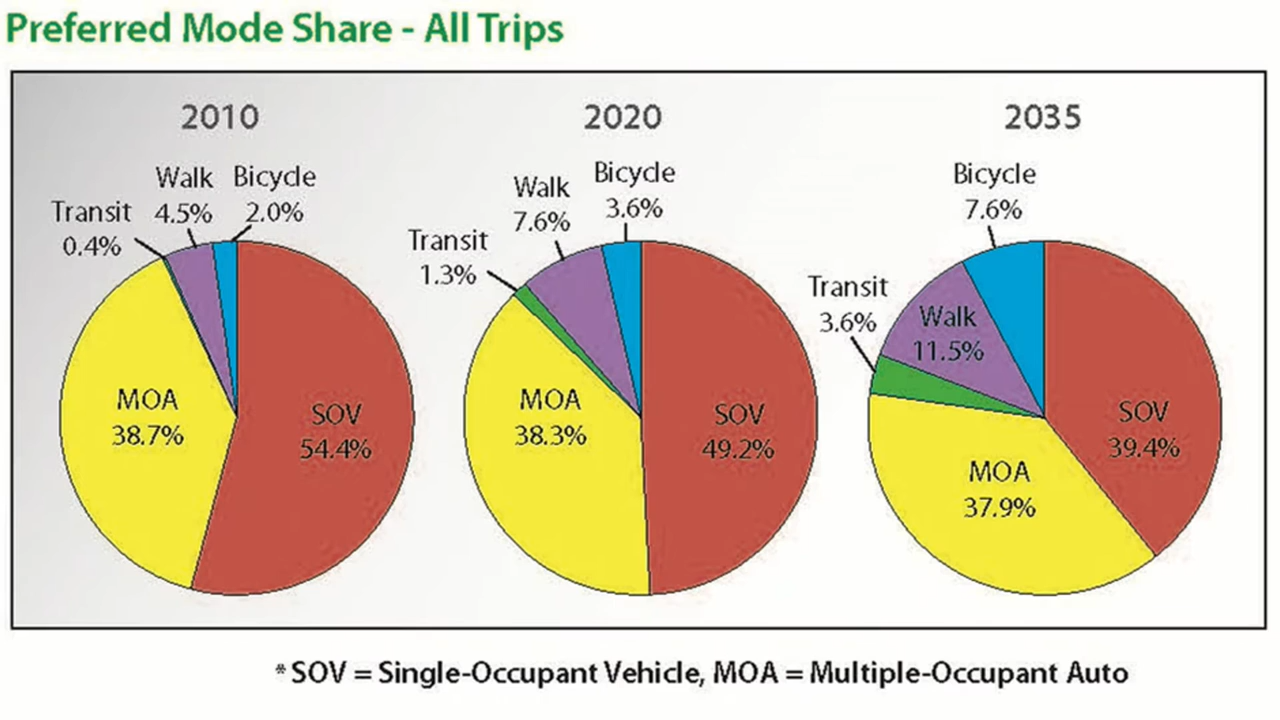 Preferred Mode Share - All Trips
2010
Walk
4.5%
Bicycle
2.0%
Transit
0.4%
MOA
38.7%
SOV
54.4%
2020
Bicycle
3.6%
Walk
7.6%
Transit
1.3%
MOA
38.3%
SOV
49.2%
2035
Bicycle
7.6%
Transit
3.6%
Walk
11.5%
SOV
39.4%
MOA
37.9%
* SOV = Single-Occupant Vehicle, MOA = Multiple-Occupant Auto